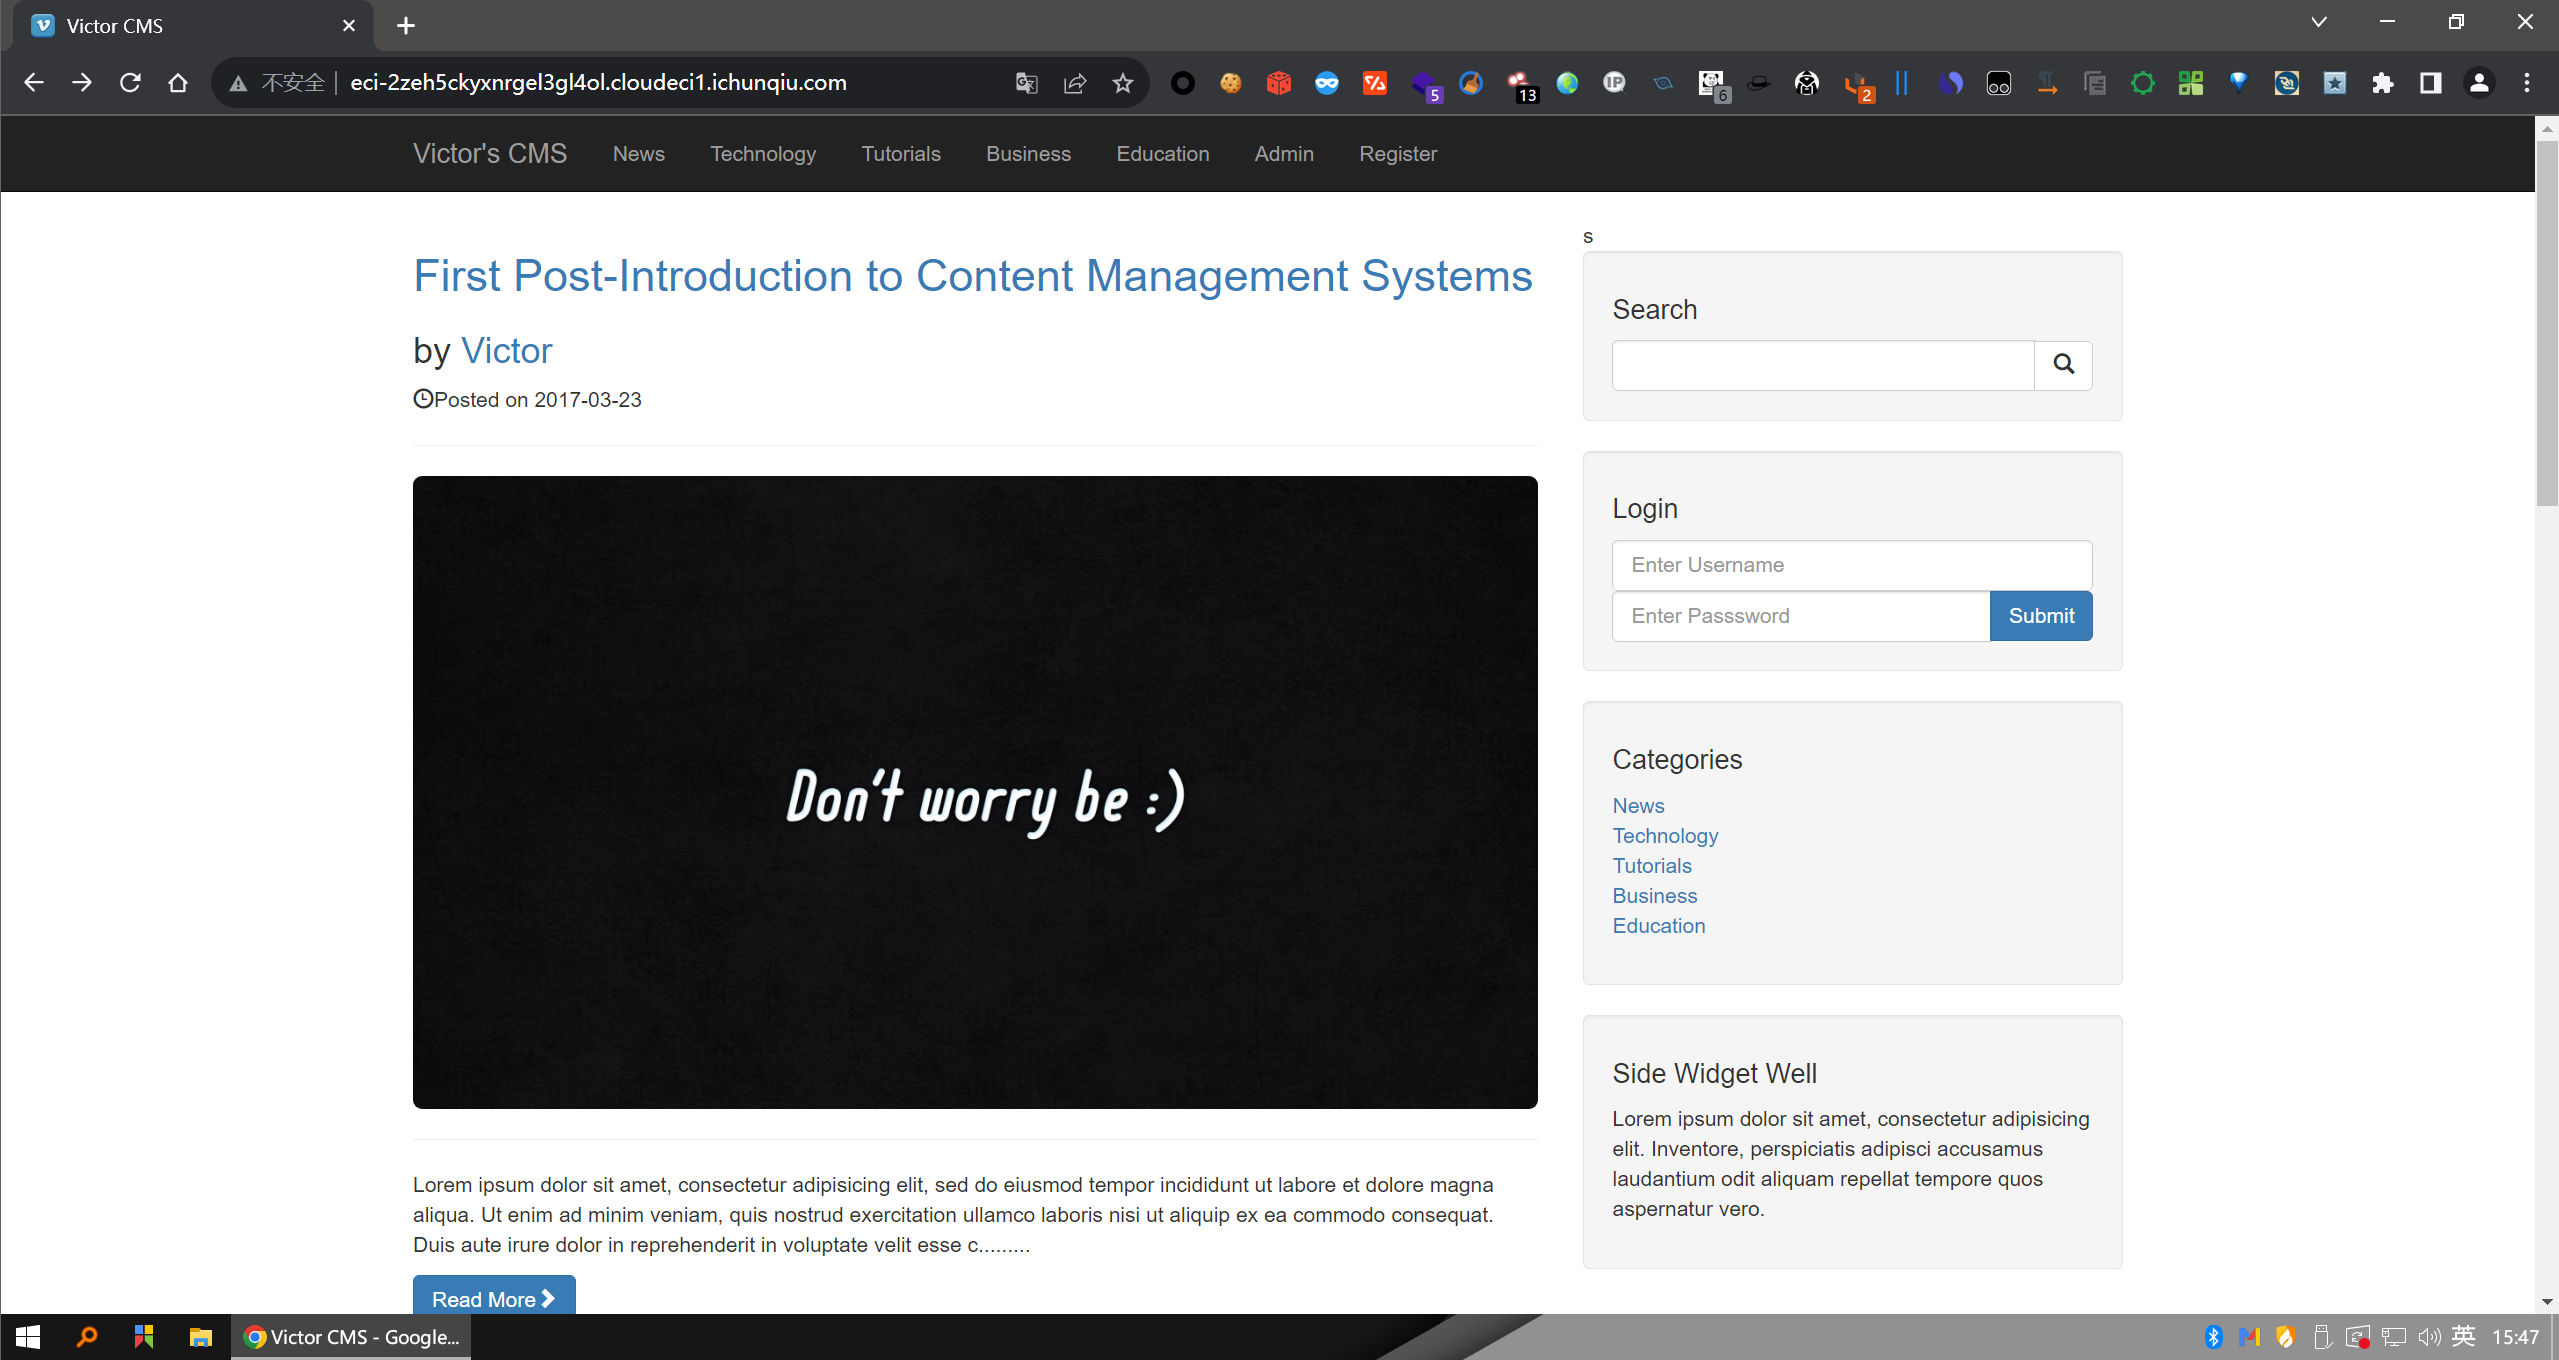 Victor CMS
不安全 eci-2zeh5ckyxnrgel3gl4ol.cloudeci1.ichunqiu.com
5
13
6
2
Victor's CMS News Technology Tutorials Business Education Admin Register
First Post-Introduction to Content Management Systems
by Victor
Posted on 2017-03-23
Don't worry be :)
Lorem ipsum dolor sit amet, consectetur adipisicing elit, sed do eiusmod tempor incididunt ut labore et dolore magna
aliqua. Ut enim ad minim veniam, quis nostrud exercitation ullamco laboris nisi ut aliquip ex ea commodo consequat.
Duis aute irure dolor in reprehenderit in voluptate velit esse c.........
Read More
s
Search
Login
Enter Username
Enter Passsword Submit
Categories
News
Technology
Tutorials
Business
Education
Side Widget Well
Lorem ipsum dolor sit amet, consectetur adipisicing
elit. Inventore, perspiciatis adipisci accusamus
laudantium odit aliquam repellat tempore quos
aspernatur vero.
Victor CMS - Google...
英 15:47